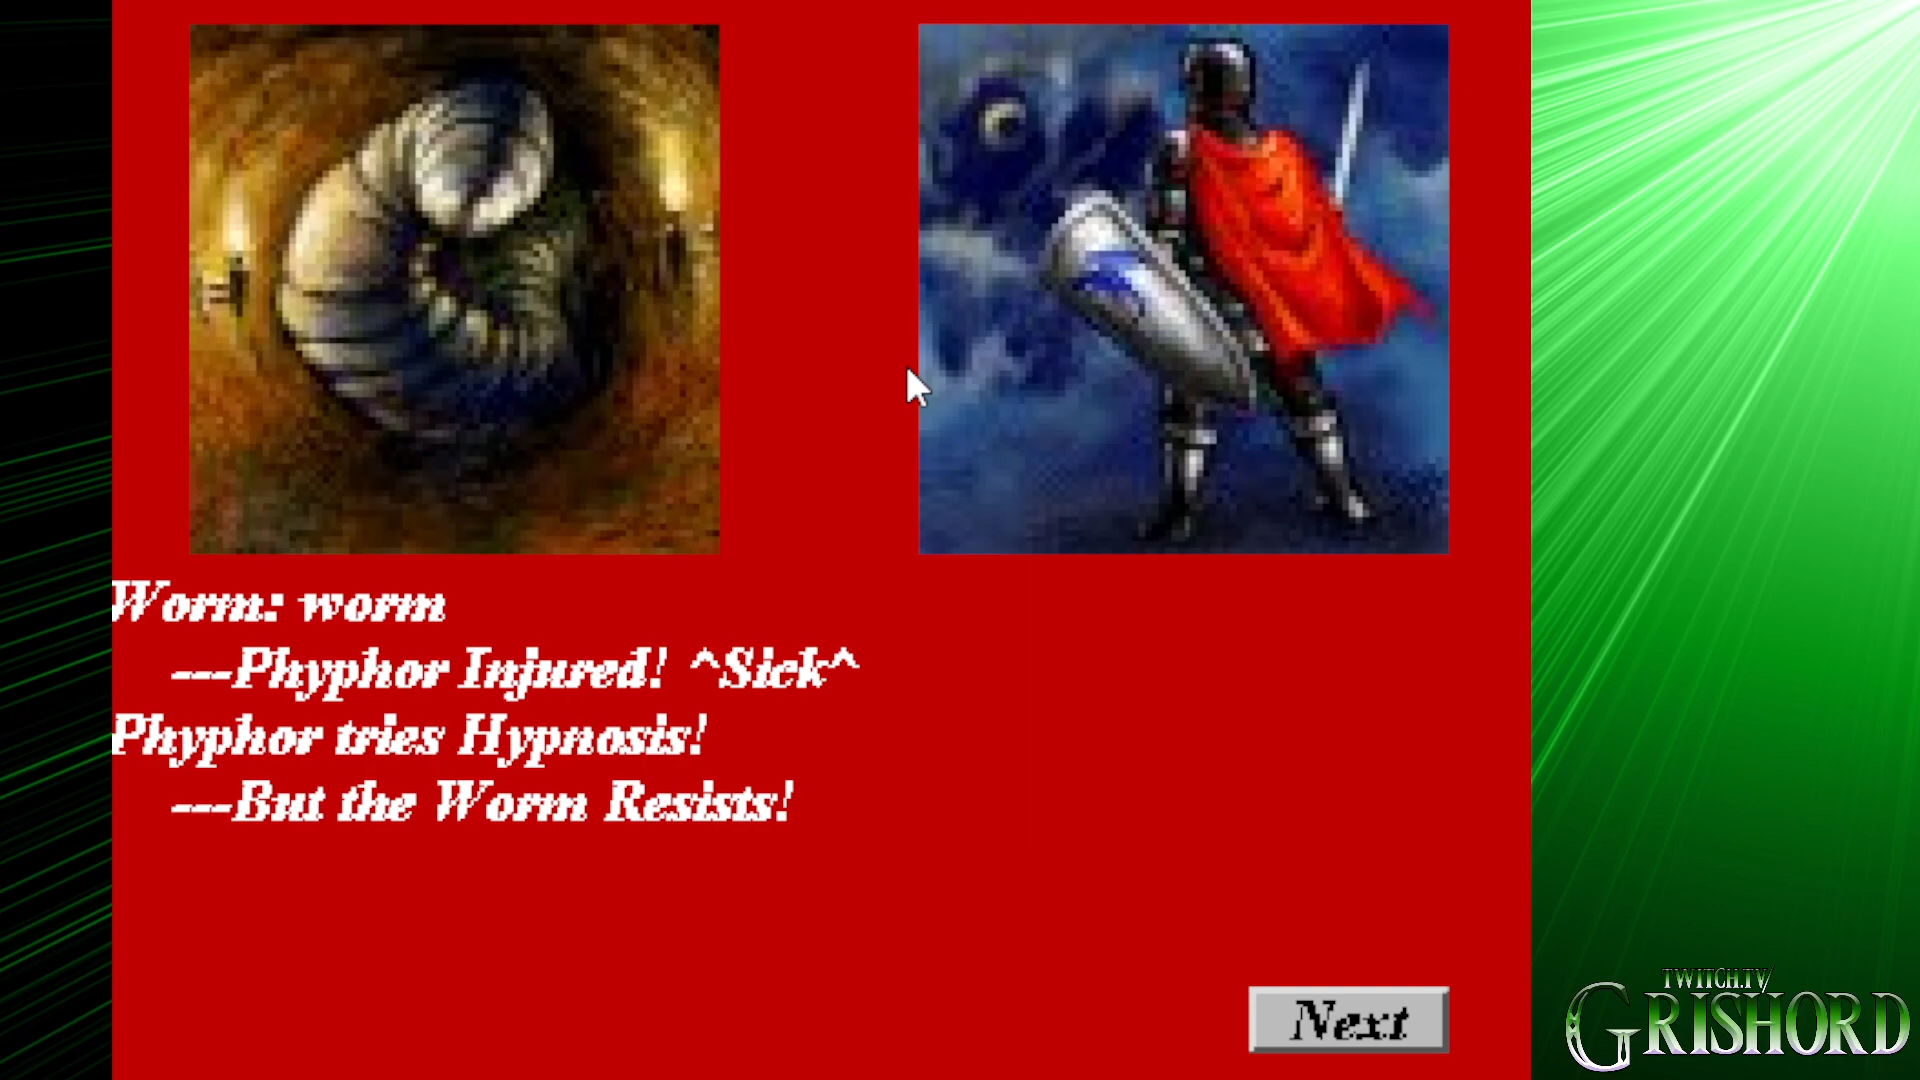 Worm: worm
---Phyphor Injured! ^Sick^
Phyphor tries Hypnosis!
---But the Worm Resists!
Next
TWITCH.TV/
GRISHORD